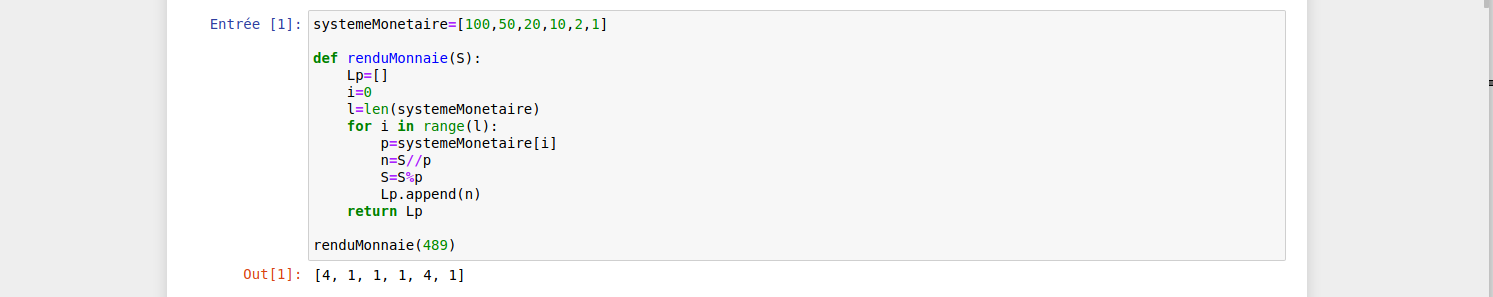 Entrée [1]: systemeMonetaire=[100,50,20,10,2,1]
def renduMonnaie(S):
    Lp=[]
    i=0
    l=len(systemeMonetaire)
    for i in range(l):
        p=systemeMonetaire[i]
        n=S//p
        S=S%p
        Lp.append(n)
    return Lp
renduMonnaie(489)
Out[1]: [4, 1, 1, 1, 4, 1]